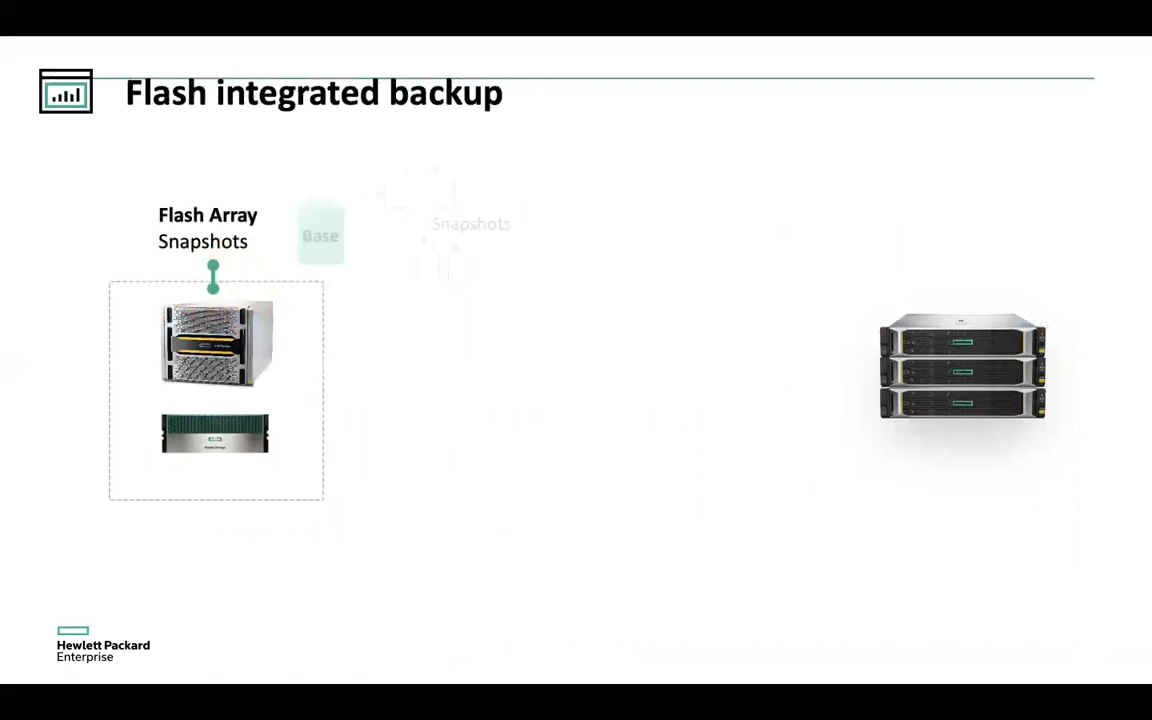 Flash integrated backup
Flash Array
Snapshots
Base
Snapshots
Hewlett Packard
Enterprise